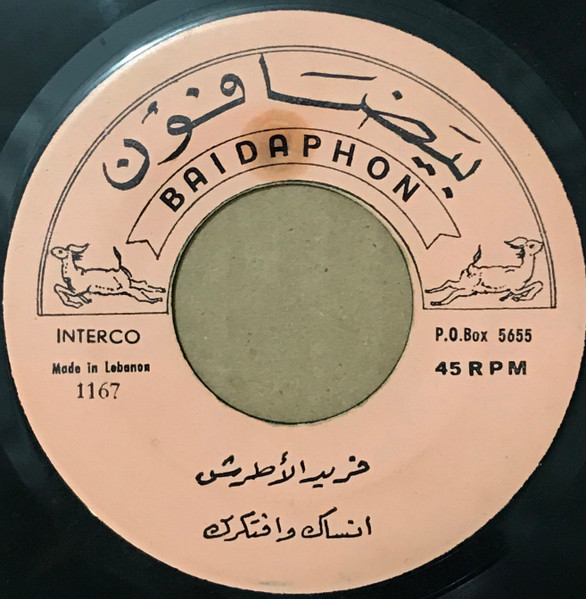 بيضافون
BAIDAPHON
INTERCO
P.O.Box 5655
Made in Lebanon
45 RPM
1167
فريد الأطرش
انساك وافتكرك